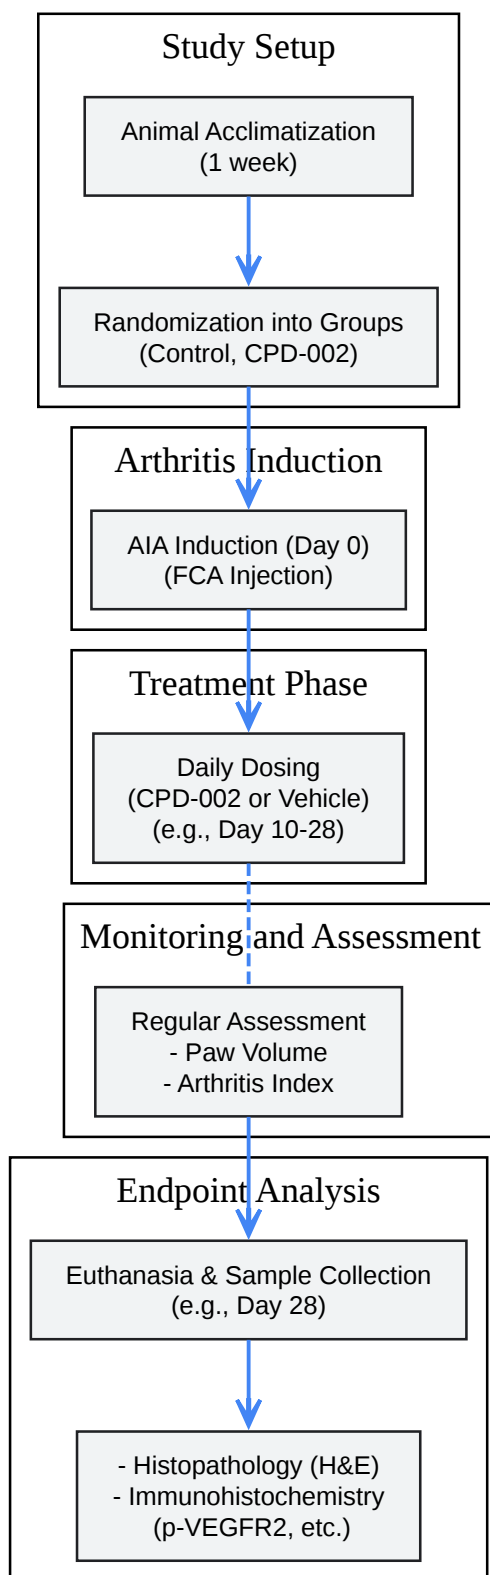 Study Setup
Animal Acclimatization
(1 week)
Randomization into Groups
(Control, CPD-002)
Arthritis Induction
AIA Induction (Day 0)
(FCA Injection)
Treatment Phase
Daily Dosing
(CPD-002 or Vehicle)
(e.g., Day 10-28)
Monitoring and Assessment
Regular Assessment
- Paw Volume
- Arthritis Index
Endpoint Analysis
Euthanasia & Sample Collection
(e.g., Day 28)
- Histopathology (H&E)
- Immunohistochemistry
(p-VEGFR2, etc.)